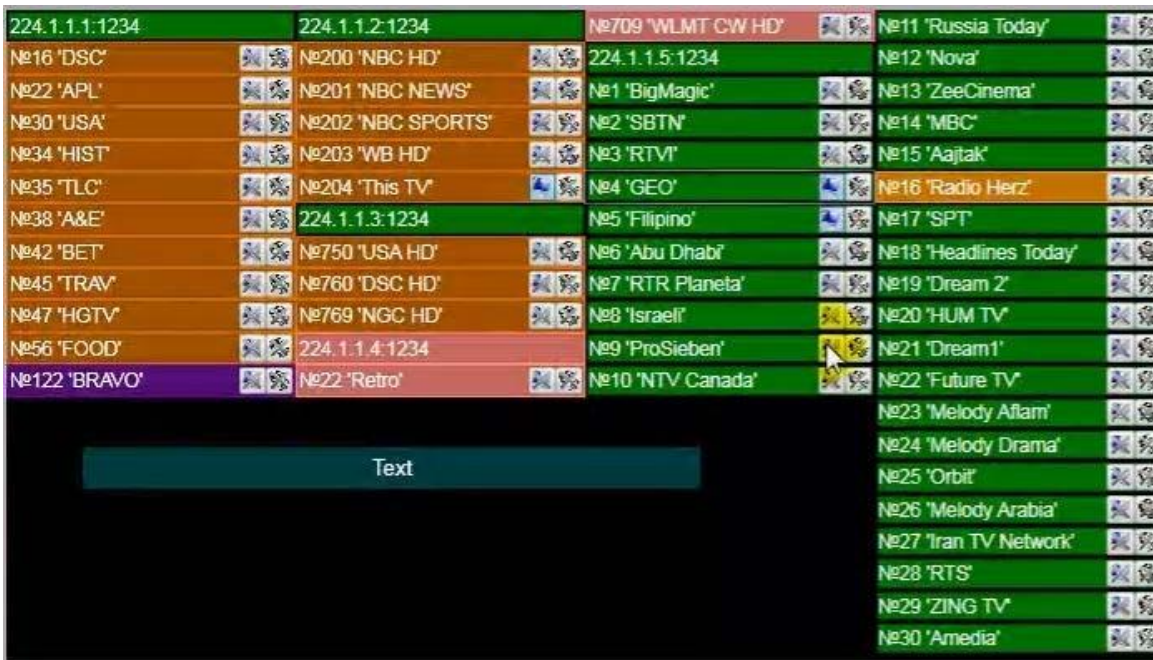 224.1.1.1:1234
№16 'DSC'
№22 'APL'
№30 'USA'
№34 'HIST'
№35 'TLC'
№38 'A&E'
№42 'BET'
№45 'TRAV'
№47 'HGTV'
№56 'FOOD'
№122 'BRAVO'
224.1.1.2:1234
№200 'NBC HD'
№201 'NBC NEWS'
№202 'NBC SPORTS'
№203 'WB HD'
№204 'This TV'
224.1.1.3:1234
№750 'USA HD'
№760 'DSC HD'
№769 'NGC HD'
224.1.1.4:1234
№22 'Retro'
№709 'WLMT CW HD'
224.1.1.5:1234
№1 'BigMagic'
№2 'SBTN'
№3 'RTVI'
№4 'GEO'
№5 'Filipino'
№6 'Abu Dhabi'
№7 'RTR Planeta'
№8 'Israeli'
№9 'ProSieben'
№10 'NTV Canada'
№11 'Russia Today'
№12 'Nova'
№13 'ZeeCinema'
№14 'MBC'
№15 'Aajtak'
№16 'Radio Herz'
№17 'SPT'
№18 'Headlines Today'
№19 'Dream 2'
№20 'HUM TV'
№21 'Dream1'
№22 'Future TV'
№23 'Melody Aflam'
№24 'Melody Drama'
№25 'Orbit'
№26 'Melody Arabia'
№27 'Iran TV Network'
№28 'RTS'
№29 'ZING TV'
№30 'Amedia'
Text